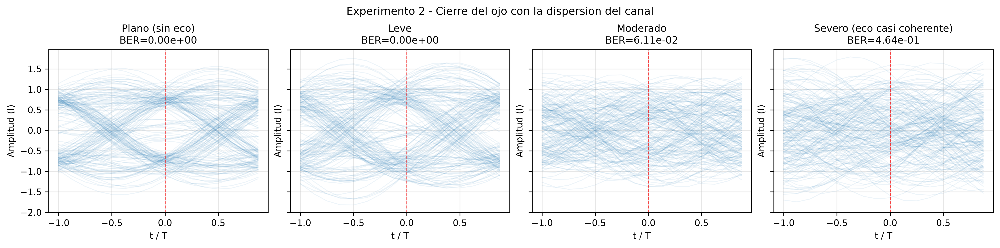 Experimento 2 - Cierre del ojo con la dispersion del canal
Plano (sin eco)
BER=0.00e+00
Leve
BER=0.00e+00
Moderado
BER=6.11e-02
Severo (eco casi coherente)
BER=4.64e-01
Amplitud (I)
1.5
1.0
0.5
0.0
−0.5
−1.0
−1.5
−2.0
−1.0 −0.5 0.0 0.5
t / T
Amplitud (I)
−1.0 −0.5 0.0 0.5
t / T
Amplitud (I)
−1.0 −0.5 0.0 0.5
t / T
Amplitud (I)
−1.0 −0.5 0.0 0.5
t / T